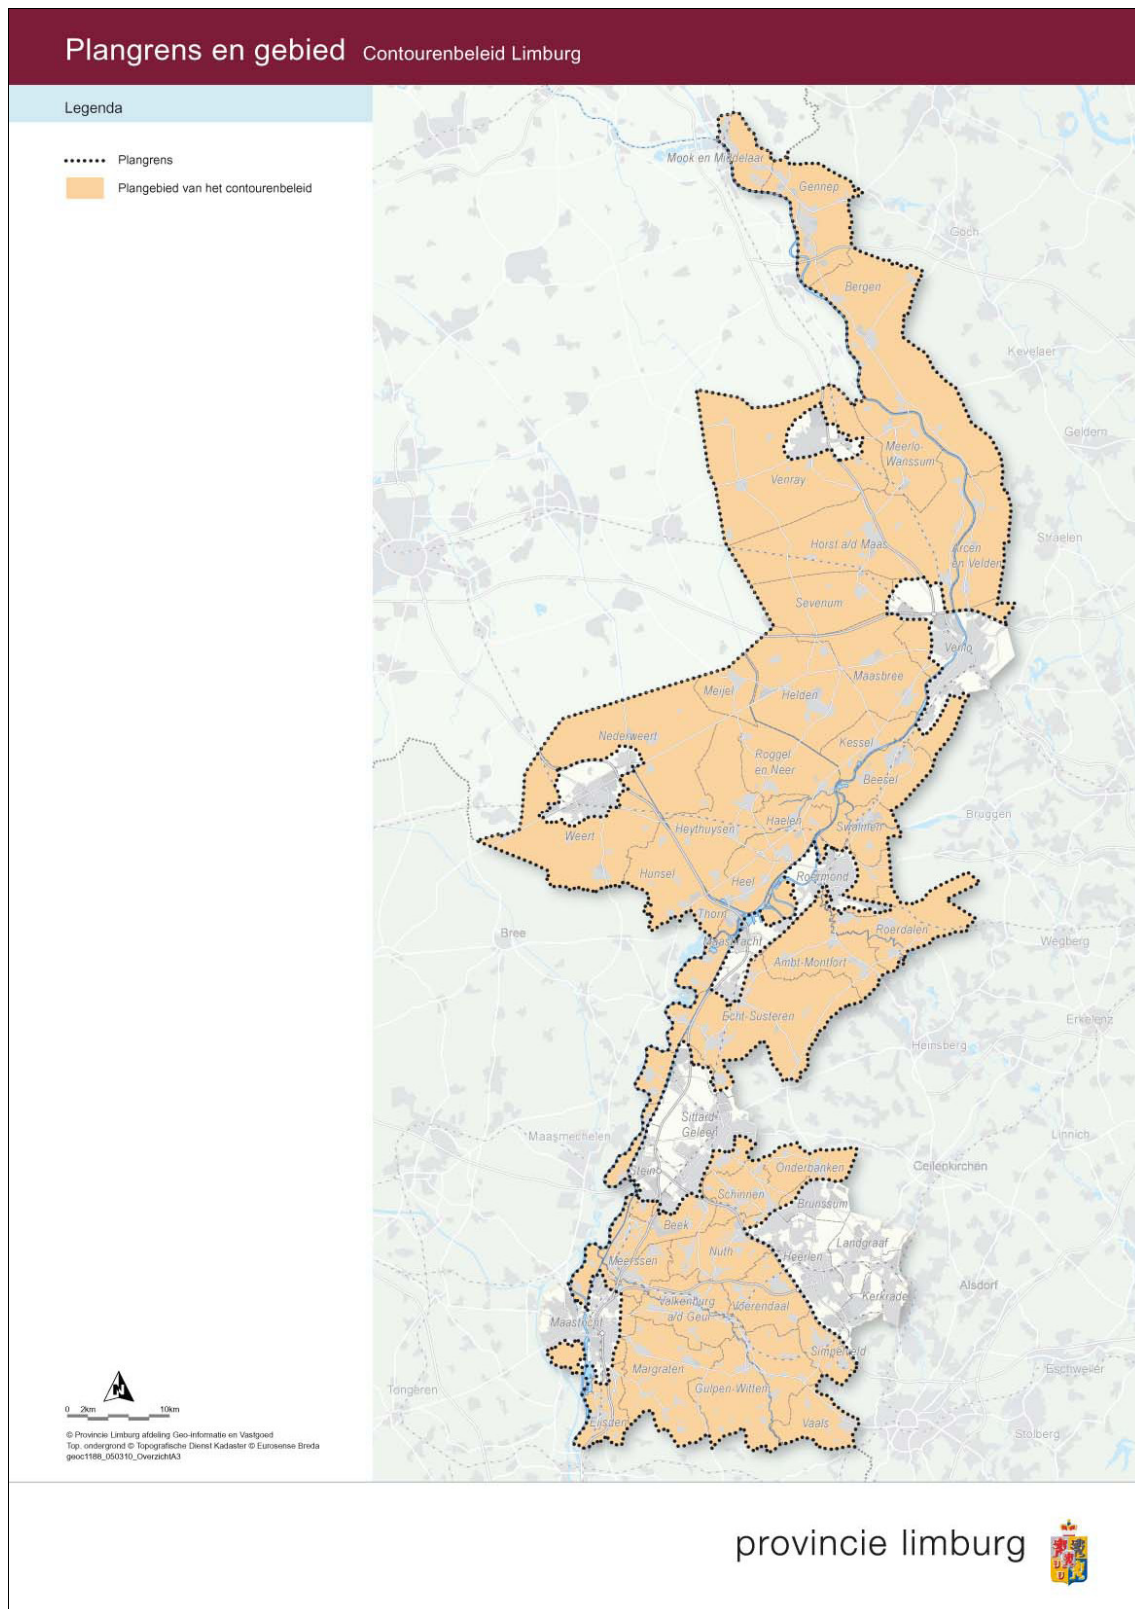 Plangrens en gebied Contourenbeleid Limburg
Legenda
Plangrens
Plangebied van het contourenbeleid
Mook en Middelaar
Gennep
Goch
Bergen
Kevelaer
Geldern
Meerlo-
Wanssum
Venray
Horst a/d Maas
Straelen
Arcen
en Velden
Sevenum
Venlo
Maasbree
Meijel
Helden
Nederweert
Kessel
Roggel
en Neer
Beesel
Bruggen
Haelen
Swalmen
Heythuysen
Weert
Hunsel
Heel
Roermond
Thorn
Roerdalen
Bree
Maasbracht
Wegberg
Ambt-Montfort
Echt-Susteren
Erkelenz
Heinsberg
Sittard-
Geleen
Maasmechelen
Linnich
Stein
Onderbanken
Geilenkirchen
Schinnen
Brunssum
Beek
Landgraaf
Nuth
Heerlen
Meerssen
Alsdorf
Kerkrade
Valkenburg
a/d Geul
Voerendaal
Maastricht
Simpelveld
Margraten
Eschweiler
Gulpen-Wittem
Tongeren
Eijsden
Vaals
Stolberg
N
0 2km 10km
© Provincie Limburg afdeling Geo-informatie en Vastgoed
Top. ondergrond © Topografische Dienst Kadaster © Eurosense Breda
geoc1188_050310_OverzichtA3
provincie limburg